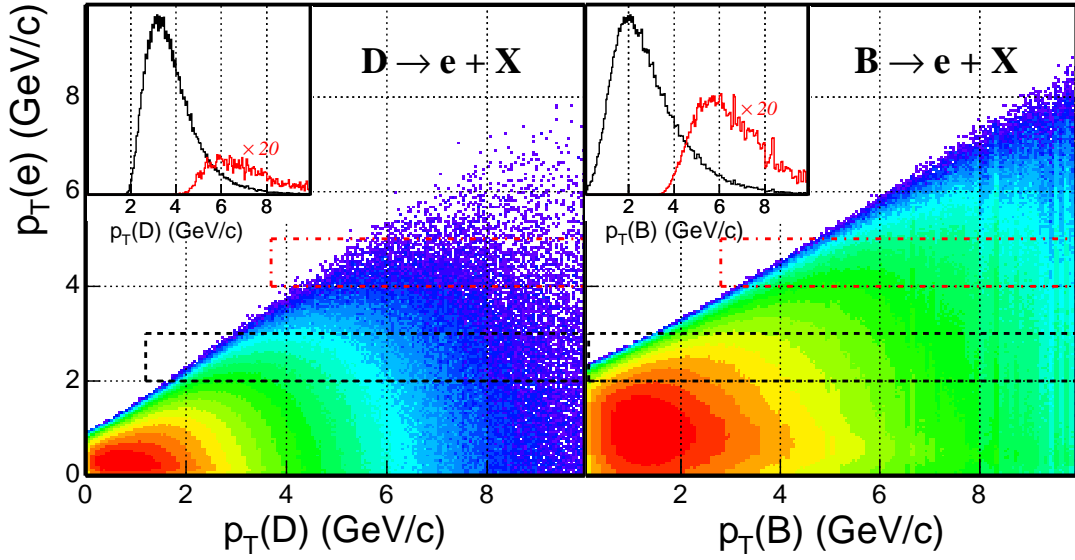 p_T(e) (GeV/c)
8
6
4
2
0
2 4 6 8
p_T(D) (GeV/c)
× 20
D → e + X
0 2 4 6 8
p_T(D) (GeV/c)
2 4 6 8
p_T(B) (GeV/c)
× 20
B → e + X
2 4 6 8
p_T(B) (GeV/c)